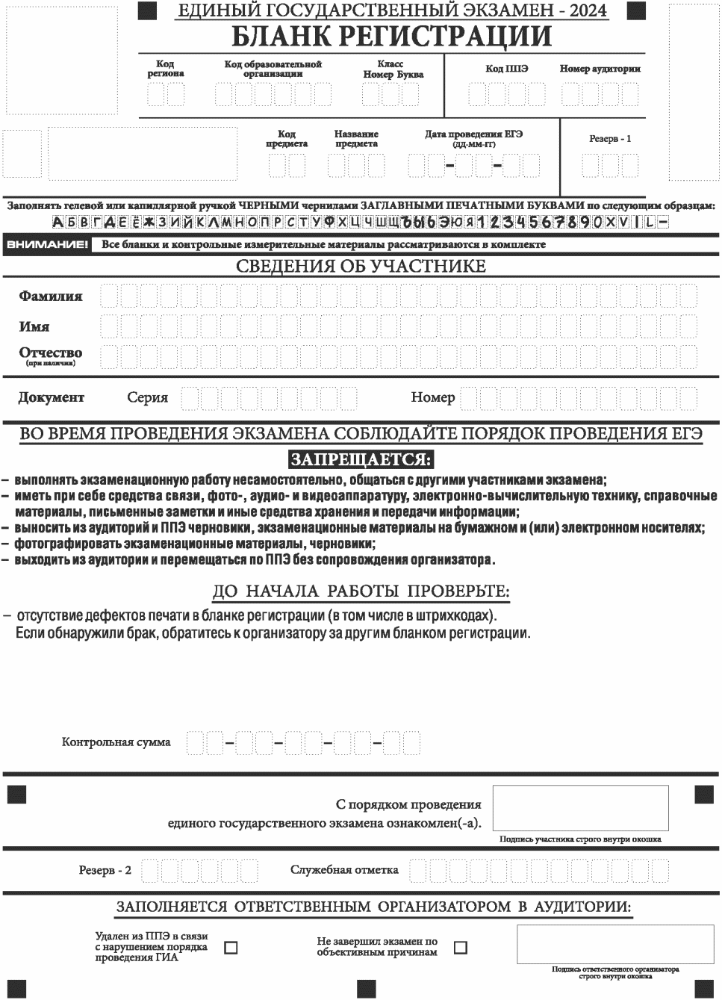 ЕДИНЫЙ ГОСУДАРСТВЕННЫЙ ЭКЗАМЕН - 2024
БЛАНК РЕГИСТРАЦИИ
Код региона
Код образовательной организации
Класс
Номер Буква
Код ППЭ
Номер аудитории
Код предмета
Название предмета
Дата проведения ЕГЭ
(ДД-ММ-ГГ)
Резерв - 1
Заполнять гелевой или капиллярной ручкой ЧЕРНЫМИ чернилами ЗАГЛАВНЫМИ ПЕЧАТНЫМИ БУКВАМИ по следующим образцам:
А Б В Г Д Е Ё Ж З И Й К Л М Н О П Р С Т У Ф Х Ц Ч Ш Щ Ъ Ы Ь Э Ю Я 1 2 3 4 5 6 7 8 9 0 X V I L -
ВНИМАНИЕ! Все бланки и контрольные измерительные материалы рассматриваются в комплекте
СВЕДЕНИЯ ОБ УЧАСТНИКЕ
Фамилия
Имя
Отчество
(при наличии)
Документ Серия Номер
ВО ВРЕМЯ ПРОВЕДЕНИЯ ЭКЗАМЕНА СОБЛЮДАЙТЕ ПОРЯДОК ПРОВЕДЕНИЯ ЕГЭ
ЗАПРЕЩАЕТСЯ:
– выполнять экзаменационную работу несамостоятельно, общаться с другими участниками экзамена;
– иметь при себе средства связи, фото-, аудио- и видеоаппаратуру, электронно-вычислительную технику, справочные
материалы, письменные заметки и иные средства хранения и передачи информации;
– выносить из аудиторий и ППЭ черновики, экзаменационные материалы на бумажном и (или) электронном носителях;
– фотографировать экзаменационные материалы, черновики;
– выходить из аудитории и перемещаться по ППЭ без сопровождения организатора.
ДО НАЧАЛА РАБОТЫ ПРОВЕРЬТЕ:
– отсутствие дефектов печати в бланке регистрации (в том числе в штрихкодах).
Если обнаружили брак, обратитесь к организатору за другим бланком регистрации.
Контрольная сумма - - - -
С порядком проведения
единого государственного экзамена ознакомлен(-а).
Подпись участника строго внутри окошка
Резерв - 2 Служебная отметка
ЗАПОЛНЯЕТСЯ ОТВЕТСТВЕННЫМ ОРГАНИЗАТОРОМ В АУДИТОРИИ:
Удален из ППЭ в связи
с нарушением порядка
проведения ГИА
Не завершил экзамен по
объективным причинам
Подпись ответственного организатора
строго внутри окошка